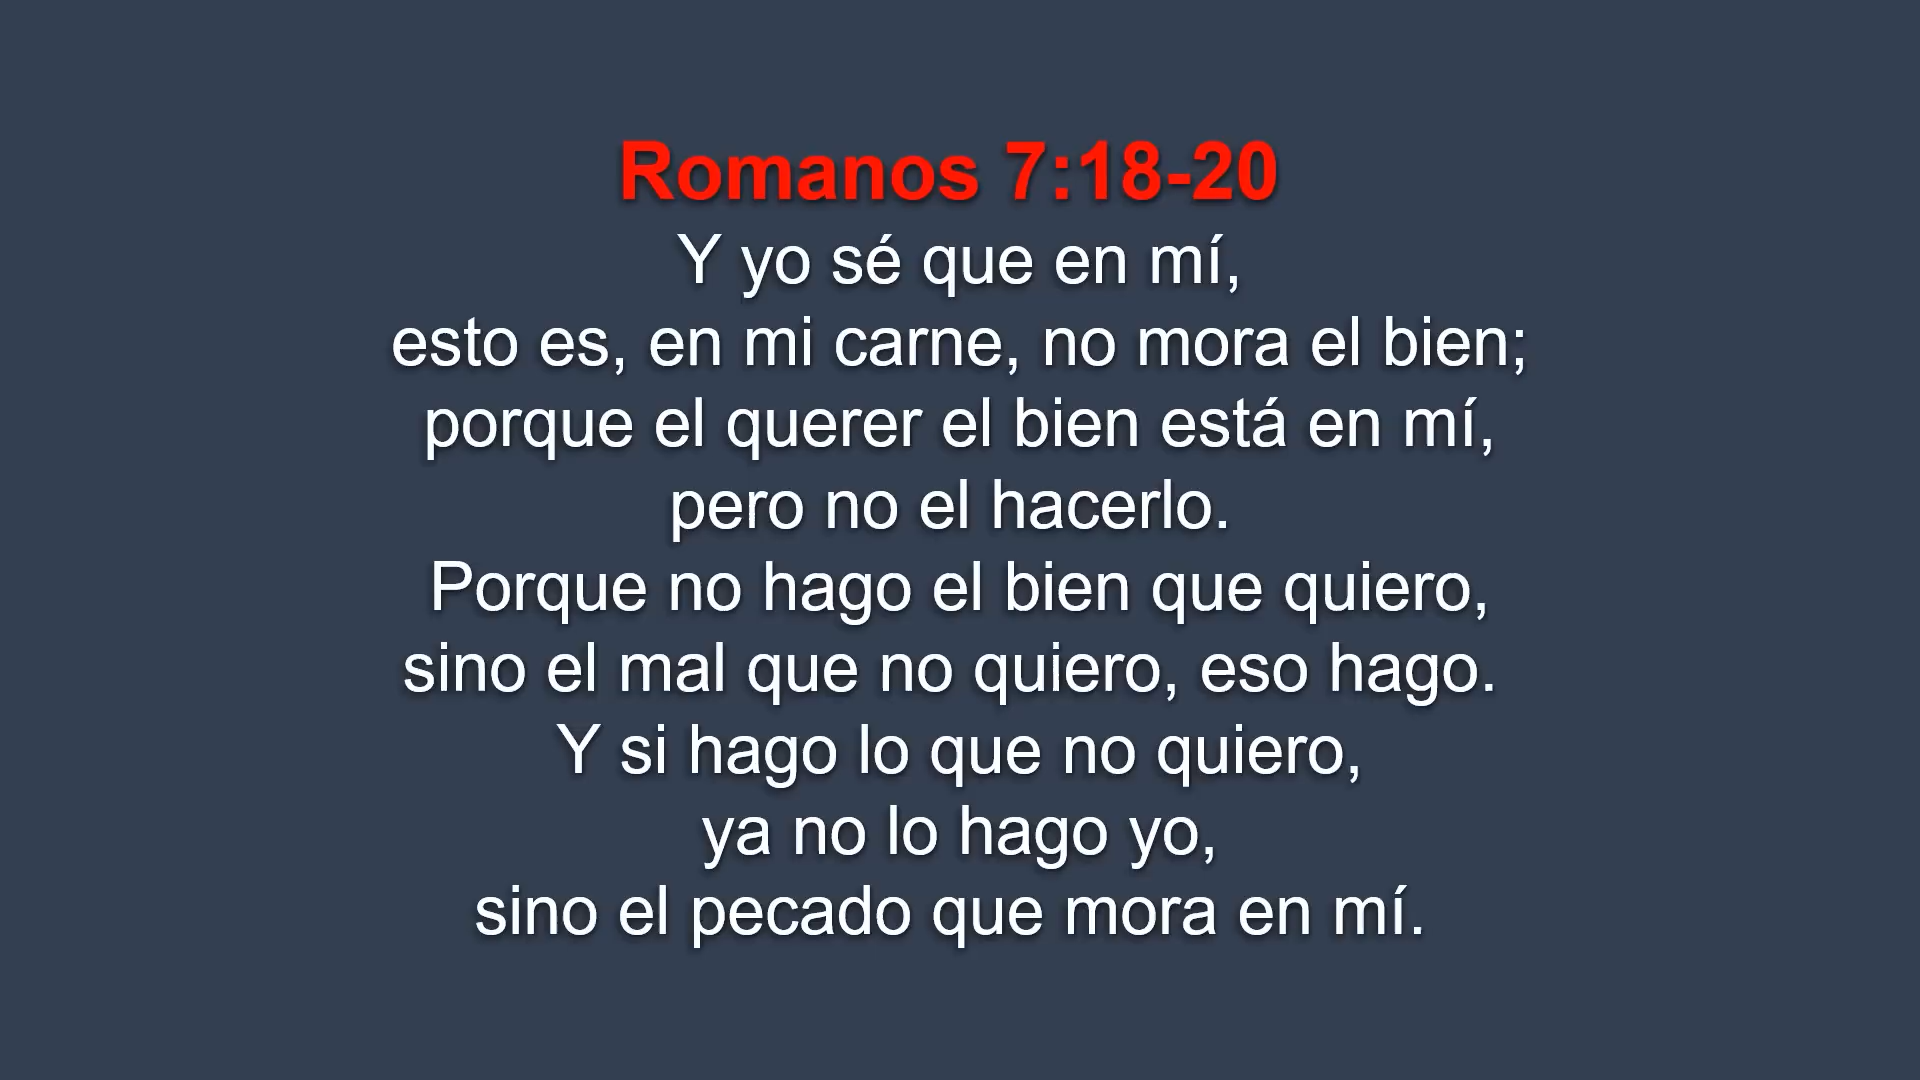 Romanos 7:18-20
Y yo sé que en mí,
esto es, en mi carne, no mora el bien;
porque el querer el bien está en mí,
pero no el hacerlo.
Porque no hago el bien que quiero,
sino el mal que no quiero, eso hago.
Y si hago lo que no quiero,
ya no lo hago yo,
sino el pecado que mora en mí.